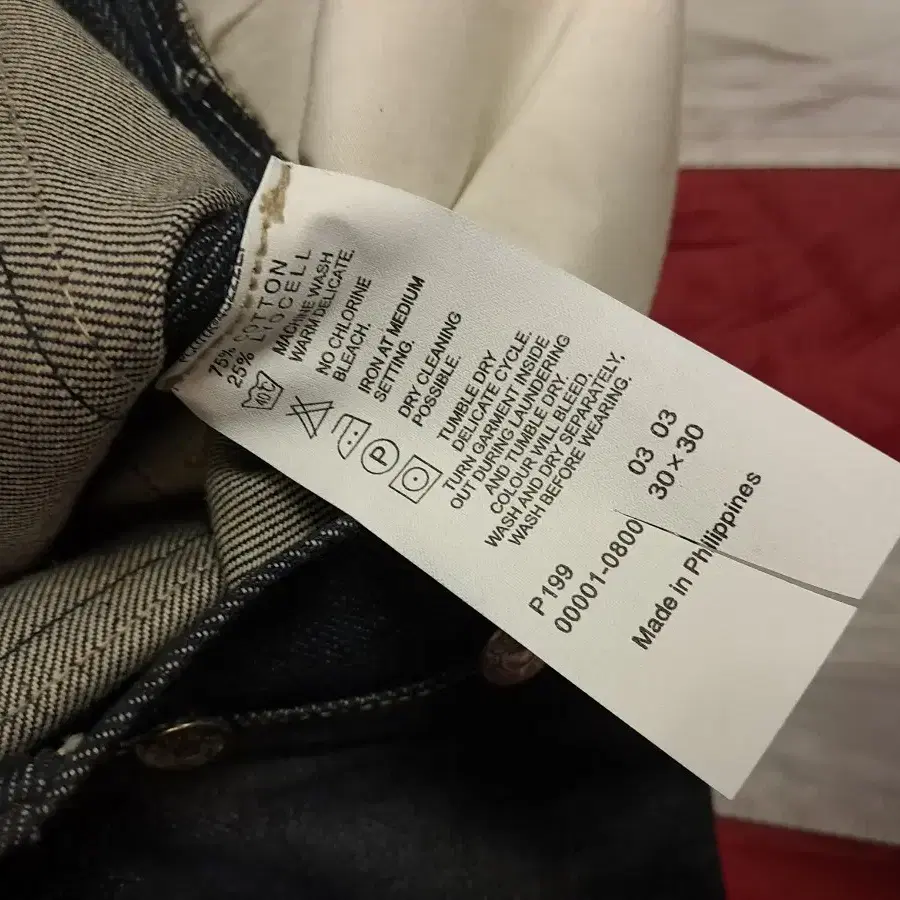 75% COTTON
25% LIOCELL
40°
MACHINE WASH
WARM DELICATE.
NO CHLORINE
BLEACH.
IRON AT MEDIUM
SETTING.
P
DRY CLEANING
POSSIBLE.
TUMBLE DRY
DELICATE CYCLE.
TURN GARMENT INSIDE
OUT DURING LAUNDERING
AND TUMBLE DRY
COLOUR WILL BLEED.
WASH AND DRY SEPARATELY.
WASH BEFORE WEARING.
03 03
30×30
P199
00001-0800
Made in Philippines